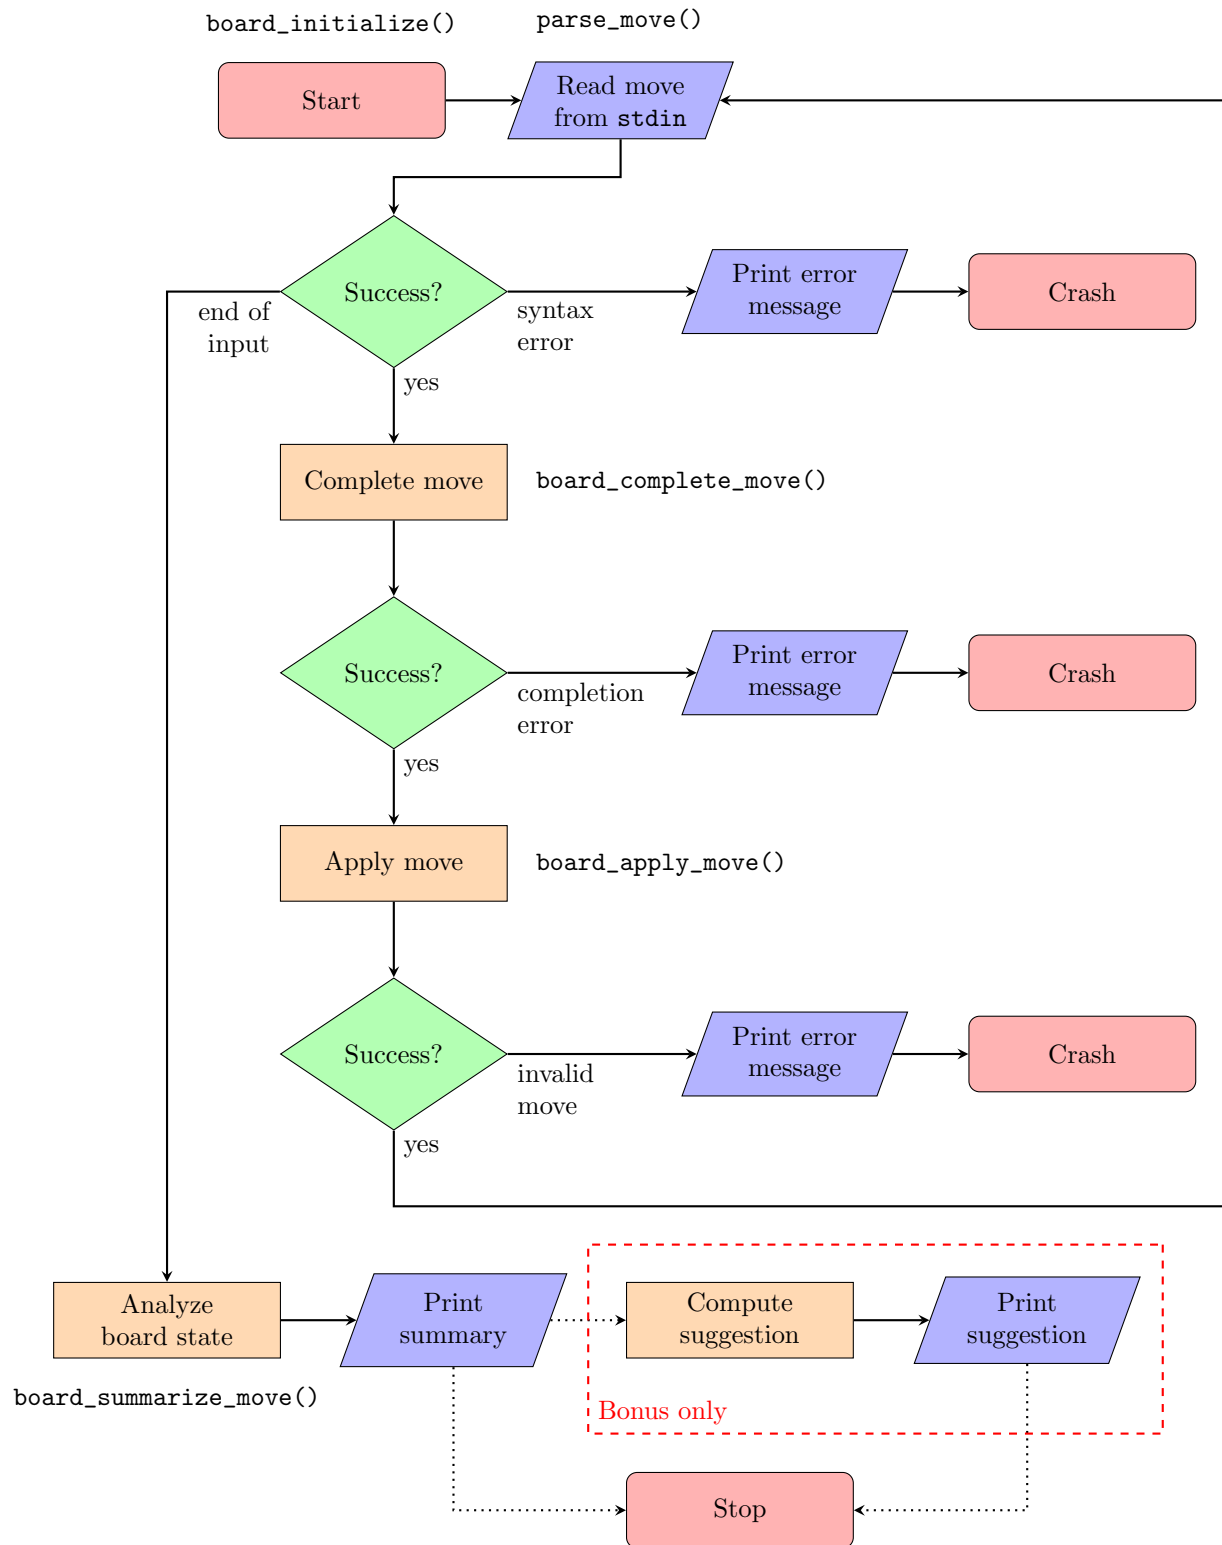 board_initialize()
parse_move()
Start
Read move
from stdin
Success?
end of
input
syntax
error
Print error
message
Crash
yes
Complete move
board_complete_move()
Success?
completion
error
Print error
message
Crash
yes
Apply move
board_apply_move()
Success?
invalid
move
Print error
message
Crash
yes
Analyze
board state
Print
summary
Compute
suggestion
Print
suggestion
board_summarize_move()
Bonus only
Stop